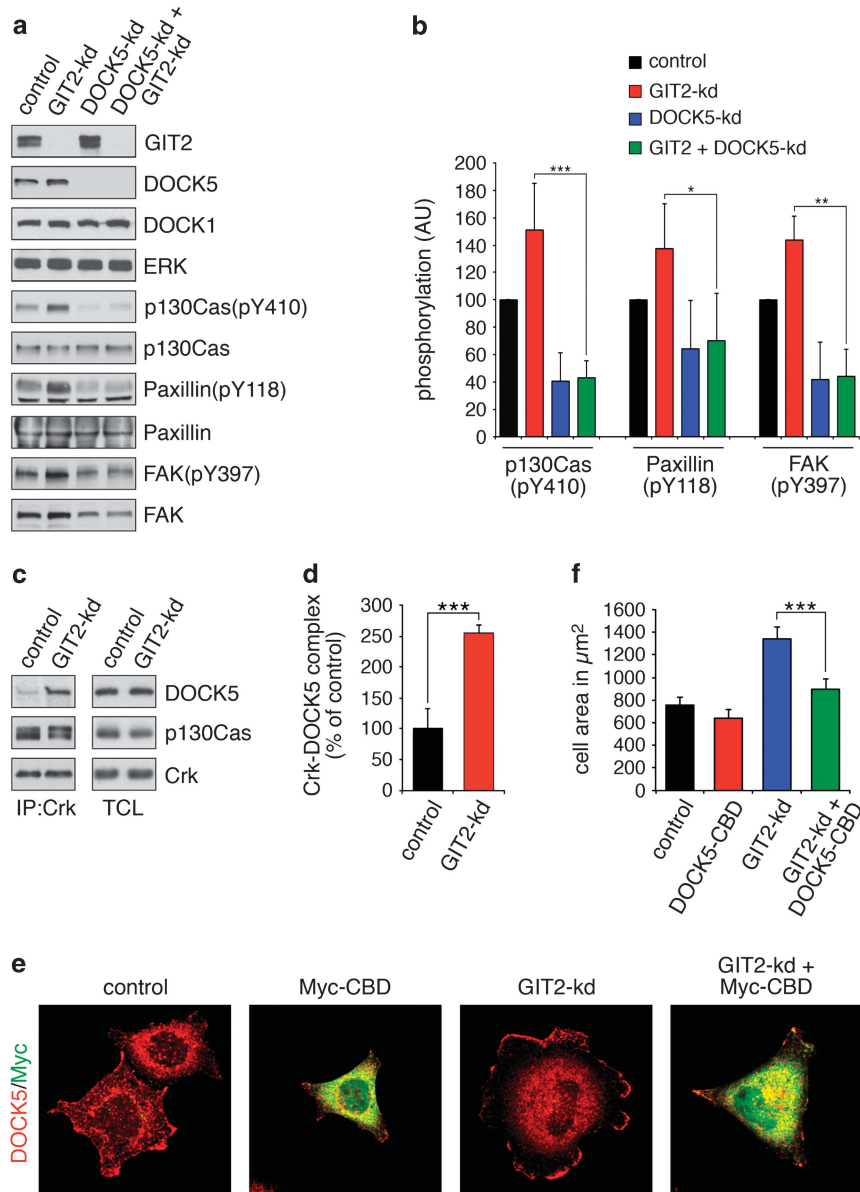 a
control
GIT2-kd
DOCK5-kd
DOCK5-kd +
GIT2-kd
GIT2
DOCK5
DOCK1
ERK
p130Cas(pY410)
p130Cas
Paxillin(pY118)
Paxillin
FAK(pY397)
FAK
b
control
GIT2-kd
DOCK5-kd
GIT2 + DOCK5-kd
phosphorylation (AU)
200
180
160
140
120
100
80
60
40
20
0
***
*
**
p130Cas
(pY410)
Paxillin
(pY118)
FAK
(pY397)
c
control
GIT2-kd
control
GIT2-kd
DOCK5
p130Cas
Crk
IP:Crk
TCL
d
Crk-DOCK5 complex
(% of control)
300
250
200
150
100
50
0
***
control
GIT2-kd
f
cell area in µm²
1600
1400
1200
1000
800
600
400
200
0
***
control
DOCK5-CBD
GIT2-kd
GIT2-kd +
DOCK5-CBD
e
DOCK5/Myc
control
Myc-CBD
GIT2-kd
GIT2-kd +
Myc-CBD